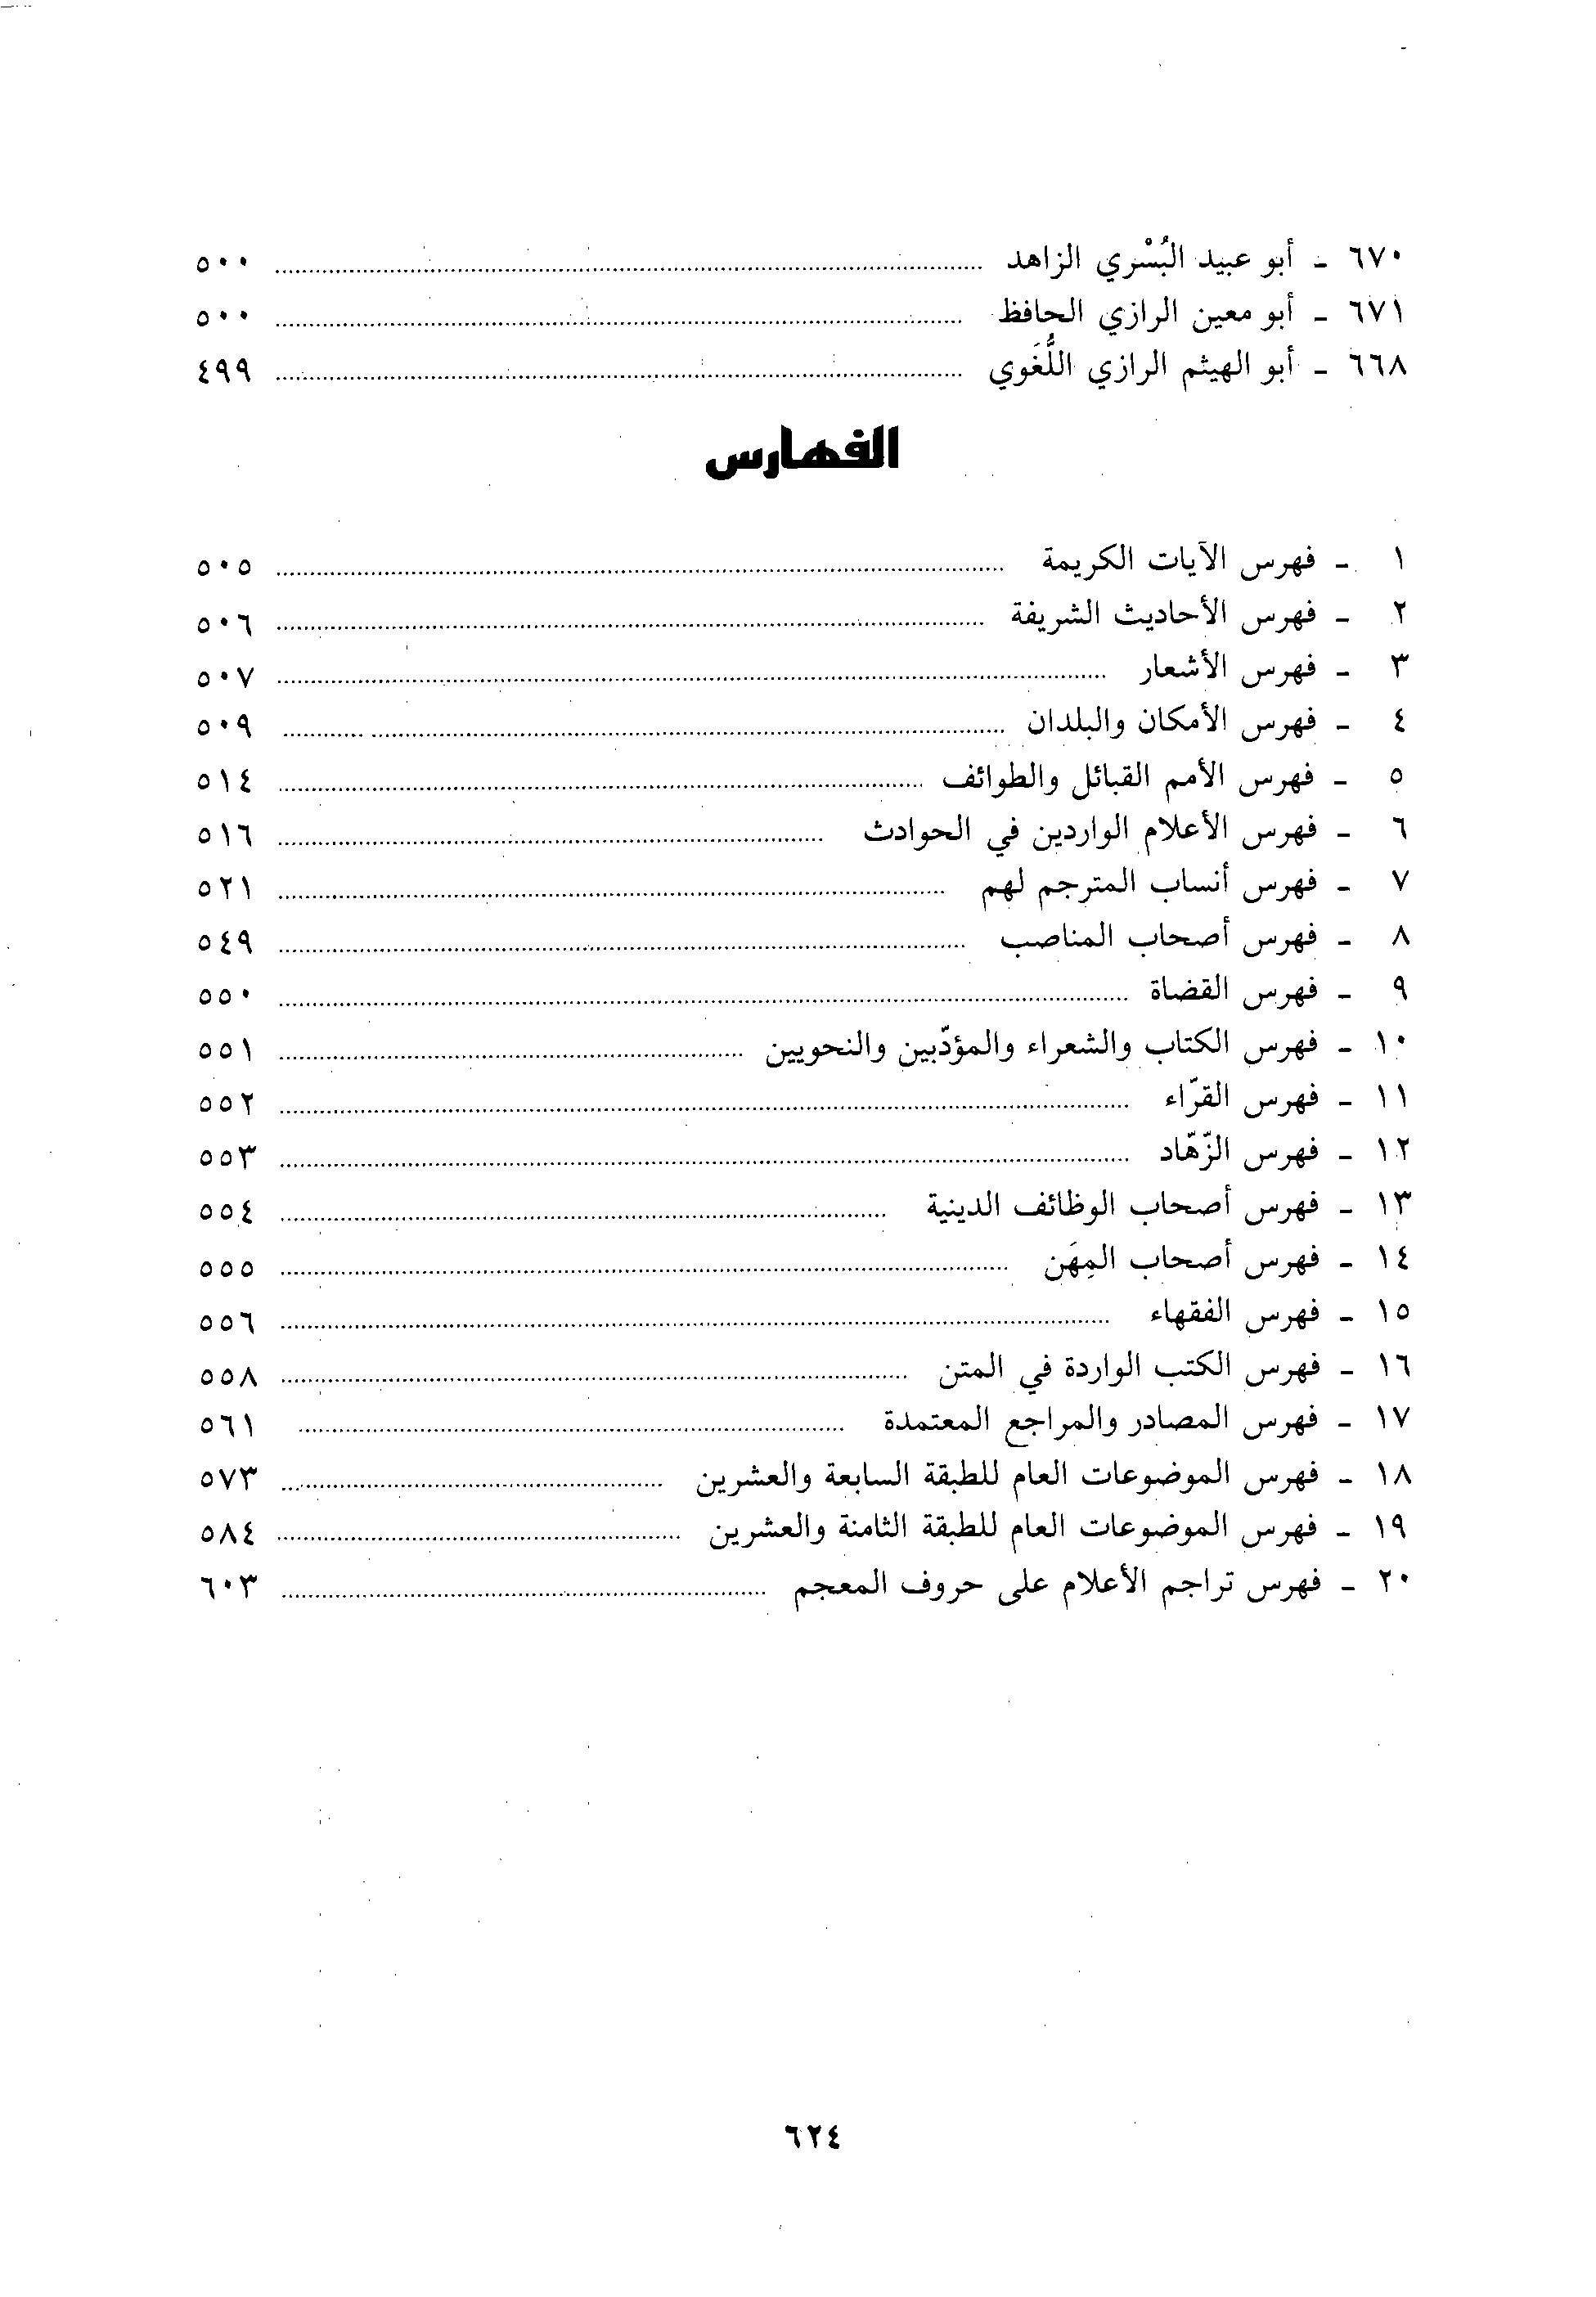 ٦٧٠ - أبو عبيد البُسْري الزاهد ........ ٥٠٠
٦٧١ - أبو معين الرازي الحافظ ........ ٥٠٠
٦٦٨ - أبو الهيثم الرازي اللُّغَوي ........ ٤٩٩
الفهارس
١ - فهرس الآيات الكريمة ........ ٥٠٥
٢ - فهرس الأحاديث الشريفة ........ ٥٠٦
٣ - فهرس الأشعار ........ ٥٠٧
٤ - فهرس الأمكان والبلدان ........ ٥٠٩
٥ - فهرس الأمم القبائل والطوائف ........ ٥١٤
٦ - فهرس الأعلام الواردين في الحوادث ........ ٥١٦
٧ - فهرس أنساب المترجم لهم ........ ٥٢١
٨ - فهرس أصحاب المناصب ........ ٥٤٩
٩ - فهرس القضاة ........ ٥٥٠
١٠ - فهرس الكتاب والشعراء والمؤدّبين والنحويين ........ ٥٥١
١١ - فهرس القرّاء ........ ٥٥٢
١٢ - فهرس الزّهّاد ........ ٥٥٣
١٣ - فهرس أصحاب الوظائف الدينية ........ ٥٥٤
١٤ - فهرس أصحاب المِهَن ........ ٥٥٥
١٥ - فهرس الفقهاء ........ ٥٥٦
١٦ - فهرس الكتب الواردة في المتن ........ ٥٥٨
١٧ - فهرس المصادر والمراجع المعتمدة ........ ٥٦١
١٨ - فهرس الموضوعات العام للطبقة السابعة والعشرين ........ ٥٧٣
١٩ - فهرس الموضوعات العام للطبقة الثامنة والعشرين ........ ٥٨٤
٢٠ - فهرس تراجم الأعلام على حروف المعجم ........ ٦٠٣
٦٢٤